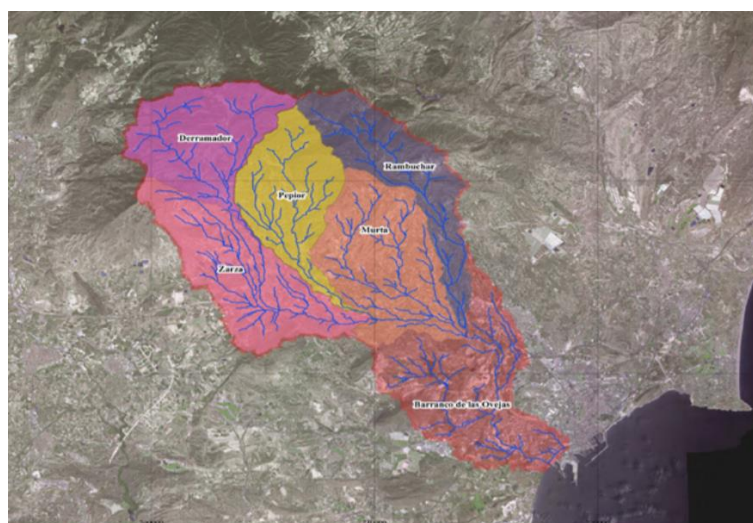 Derramador
Rambuchar
Pepior
Murta
Zarza
Barranco de las Ovejas